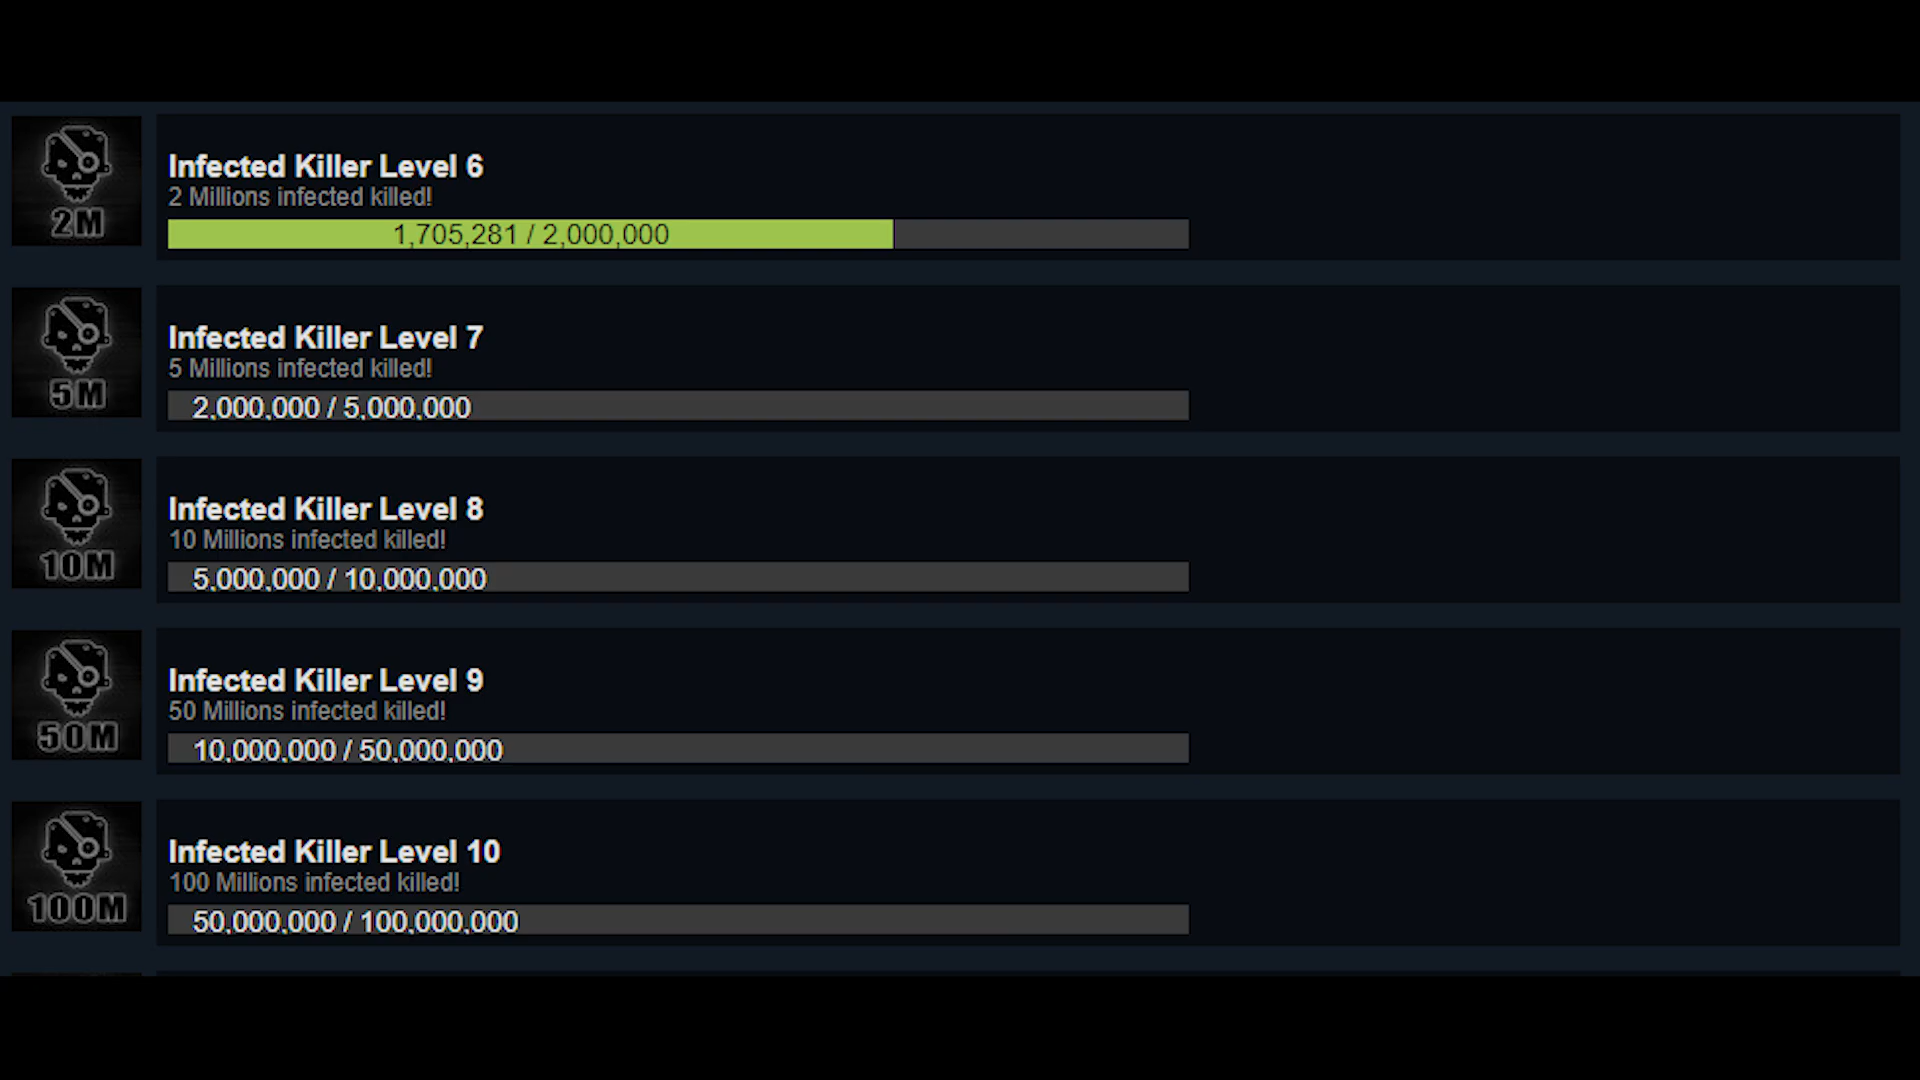 2M
Infected Killer Level 6
2 Millions infected killed!
1,705,281 / 2,000,000
5M
Infected Killer Level 7
5 Millions infected killed!
2,000,000 / 5,000,000
10M
Infected Killer Level 8
10 Millions infected killed!
5,000,000 / 10,000,000
50M
Infected Killer Level 9
50 Millions infected killed!
10,000,000 / 50,000,000
100M
Infected Killer Level 10
100 Millions infected killed!
50,000,000 / 100,000,000